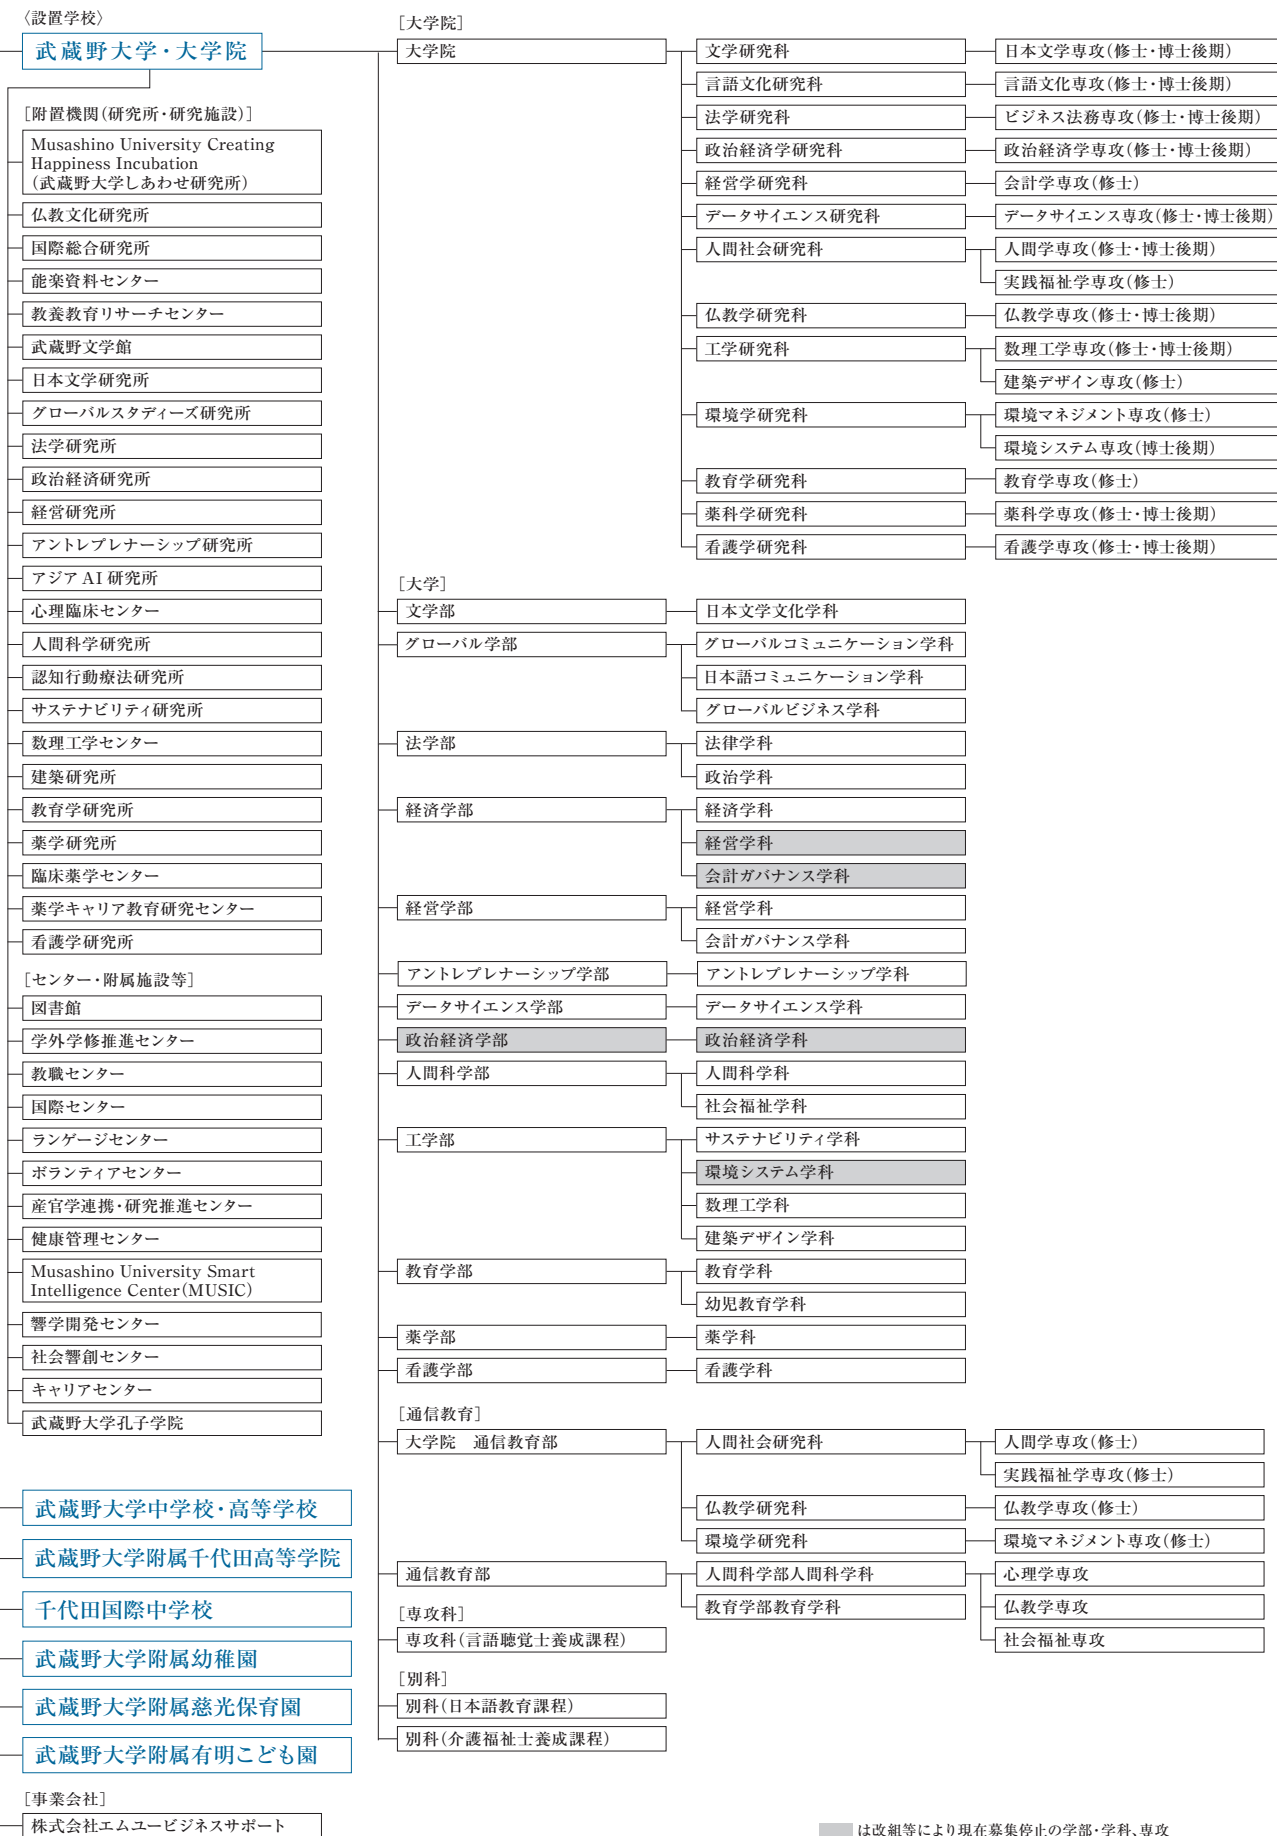 〈設置学校〉
武蔵野大学・大学院
[附置機関(研究所・研究施設)]
Musashino University Creating
Happiness Incubation
(武蔵野大学しあわせ研究所)
仏教文化研究所
国際総合研究所
能楽資料センター
教養教育リサーチセンター
武蔵野文学館
日本文学研究所
グローバルスタディーズ研究所
法学研究所
政治経済研究所
経営研究所
アントレプレナーシップ研究所
アジア AI 研究所
心理臨床センター
人間科学研究所
認知行動療法研究所
サステナビリティ研究所
数理工学センター
建築研究所
教育学研究所
薬学研究所
臨床薬学センター
薬学キャリア教育研究センター
看護学研究所
[センター・附属施設等]
図書館
学外学修推進センター
教職センター
国際センター
ランゲージセンター
ボランティアセンター
産官学連携・研究推進センター
健康管理センター
Musashino University Smart
Intelligence Center(MUSIC)
響学開発センター
社会響創センター
キャリアセンター
武蔵野大学孔子学院
武蔵野大学中学校・高等学校
武蔵野大学附属千代田高等学院
千代田国際中学校
武蔵野大学附属幼稚園
武蔵野大学附属慈光保育園
武蔵野大学附属有明こども園
[事業会社]
株式会社エムユービジネスサポート
[大学院]
大学院
文学研究科
日本文学専攻(修士・博士後期)
言語文化研究科
言語文化専攻(修士・博士後期)
法学研究科
ビジネス法務専攻(修士・博士後期)
政治経済学研究科
政治経済学専攻(修士・博士後期)
経営学研究科
会計学専攻(修士)
データサイエンス研究科
データサイエンス専攻(修士・博士後期)
人間社会研究科
人間学専攻(修士・博士後期)
実践福祉学専攻(修士)
仏教学研究科
仏教学専攻(修士・博士後期)
工学研究科
数理工学専攻(修士・博士後期)
建築デザイン専攻(修士)
環境学研究科
環境マネジメント専攻(修士)
環境システム専攻(博士後期)
教育学研究科
教育学専攻(修士)
薬科学研究科
薬科学専攻(修士・博士後期)
看護学研究科
看護学専攻(修士・博士後期)
[大学]
文学部
日本文学文化学科
グローバル学部
グローバルコミュニケーション学科
日本語コミュニケーション学科
グローバルビジネス学科
法学部
法律学科
政治学科
経済学部
経済学科
経営学科
会計ガバナンス学科
経営学部
経営学科
会計ガバナンス学科
アントレプレナーシップ学部
アントレプレナーシップ学科
データサイエンス学部
データサイエンス学科
政治経済学部
政治経済学科
人間科学部
人間科学科
社会福祉学科
工学部
サステナビリティ学科
環境システム学科
数理工学科
建築デザイン学科
教育学部
教育学科
幼児教育学科
薬学部
薬学科
看護学部
看護学科
[通信教育]
大学院　通信教育部
人間社会研究科
人間学専攻(修士)
実践福祉学専攻(修士)
仏教学研究科
仏教学専攻(修士)
環境学研究科
環境マネジメント専攻(修士)
通信教育部
人間科学部人間科学科
心理学専攻
仏教学専攻
社会福祉専攻
教育学部教育学科
[専攻科]
専攻科(言語聴覚士養成課程)
[別科]
別科(日本語教育課程)
別科(介護福祉士養成課程)
は改組等により現在募集停止の学部・学科、専攻